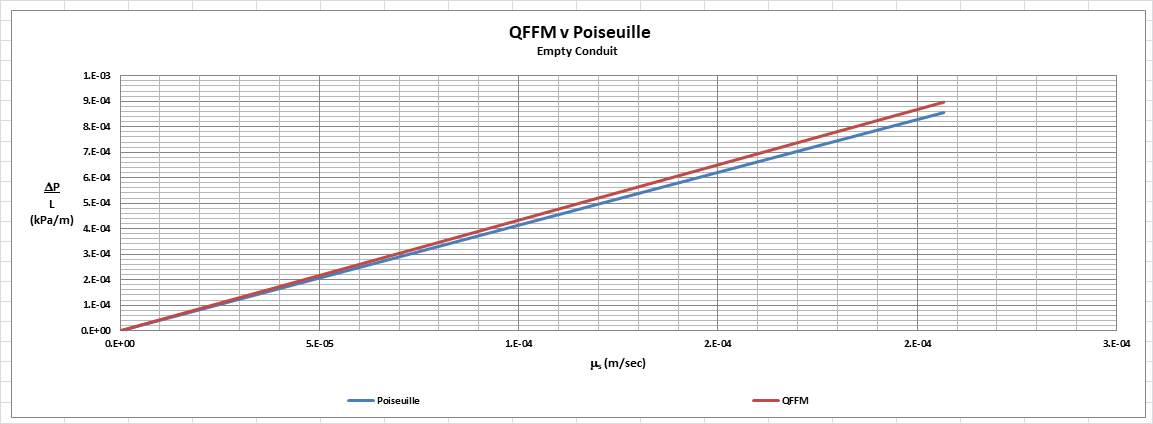 QFFM v Poiseuille
Empty Conduit
1.E-03
9.E-04
8.E-04
7.E-04
6.E-04
5.E-04
4.E-04
3.E-04
2.E-04
1.E-04
0.E+00
ΔP
L
(kPa/m)
0.E+00 5.E-05 1.E-04 2.E-04 2.E-04 3.E-04
μs (m/sec)
Poiseuille QFFM